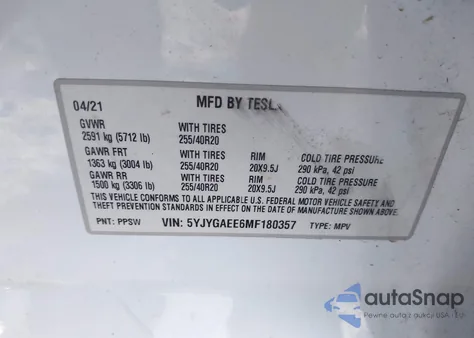 04/21 MFD BY TESL
GVWR
2591 kg (5712 lb) WITH TIRES
255/40R20
GAWR FRT WITH TIRES RIM COLD TIRE PRESSURE
1363 kg (3004 lb) 255/40R20 20X9.5J 290 kPa, 42 psi
GAWR RR WITH TIRES RIM COLD TIRE PRESSURE
1500 kg (3306 lb) 255/40R20 20X9.5J 290 kPa, 42 psi
THIS VEHICLE CONFORMS TO ALL APPLICABLE U.S. FEDERAL MOTOR VEHICLE SAFETY AND
THEFT PREVENTION STANDARDS IN EFFECT ON THE DATE OF MANUFACTURE SHOWN ABOVE.
PNT: PPSW VIN: 5YJYGAEE6MF180357 TYPE: MPV
autoSnap
Pewne auto z USA